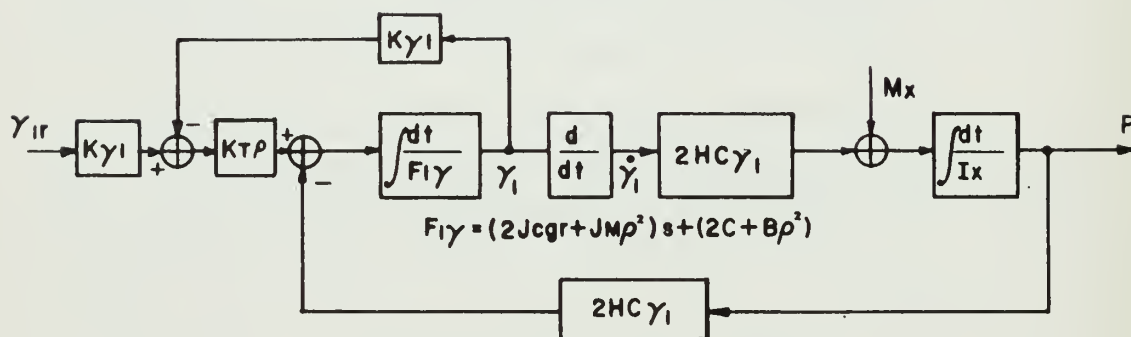 Kγ1
Mx
γ1r
Kγ1
−
+
KTρ
+
−
∫dt/F1γ
γ1
d/dt
γ̇1
2HCγ1
∫dt/Ix
P
F1γ = (2Jcgr+JMρ²)s+(2C+Bρ²)
2HCγ1